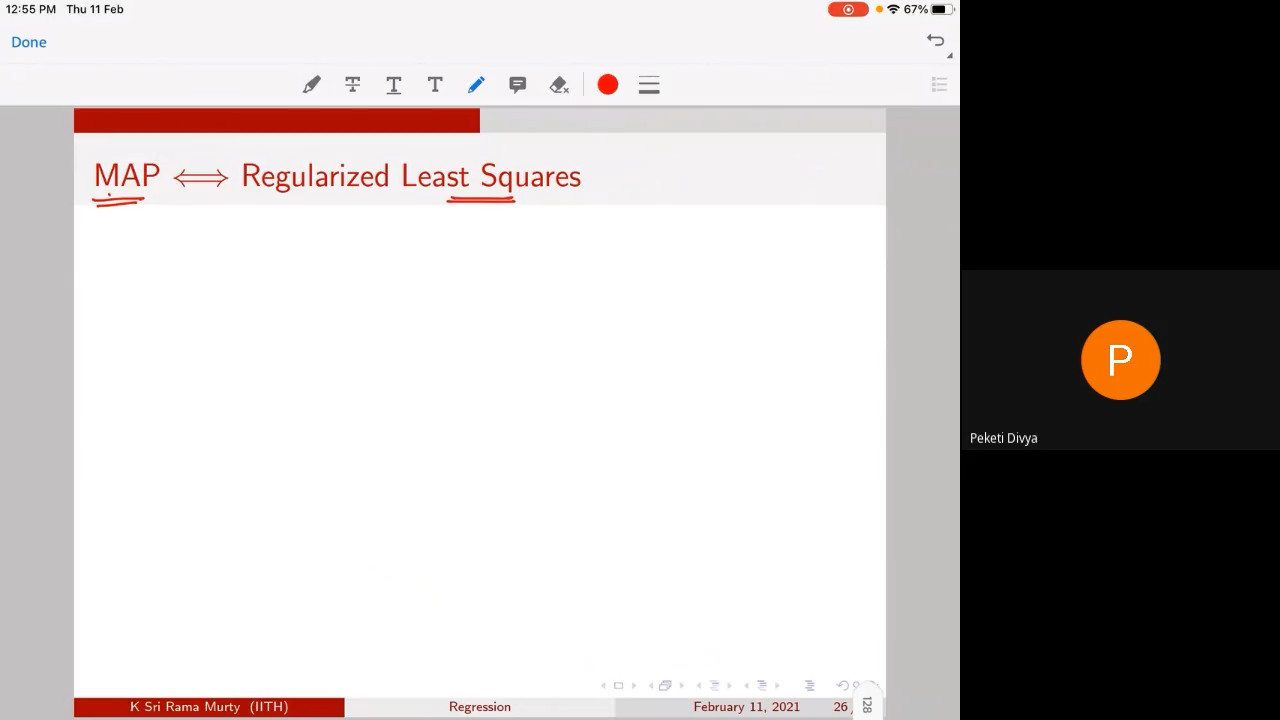 12:55 PM Thu 11 Feb
67%
Done
T T T
MAP ⟺ Regularized Least Squares
P
Peketi Divya
K Sri Rama Murty (IITH) Regression February 11, 2021 26
128